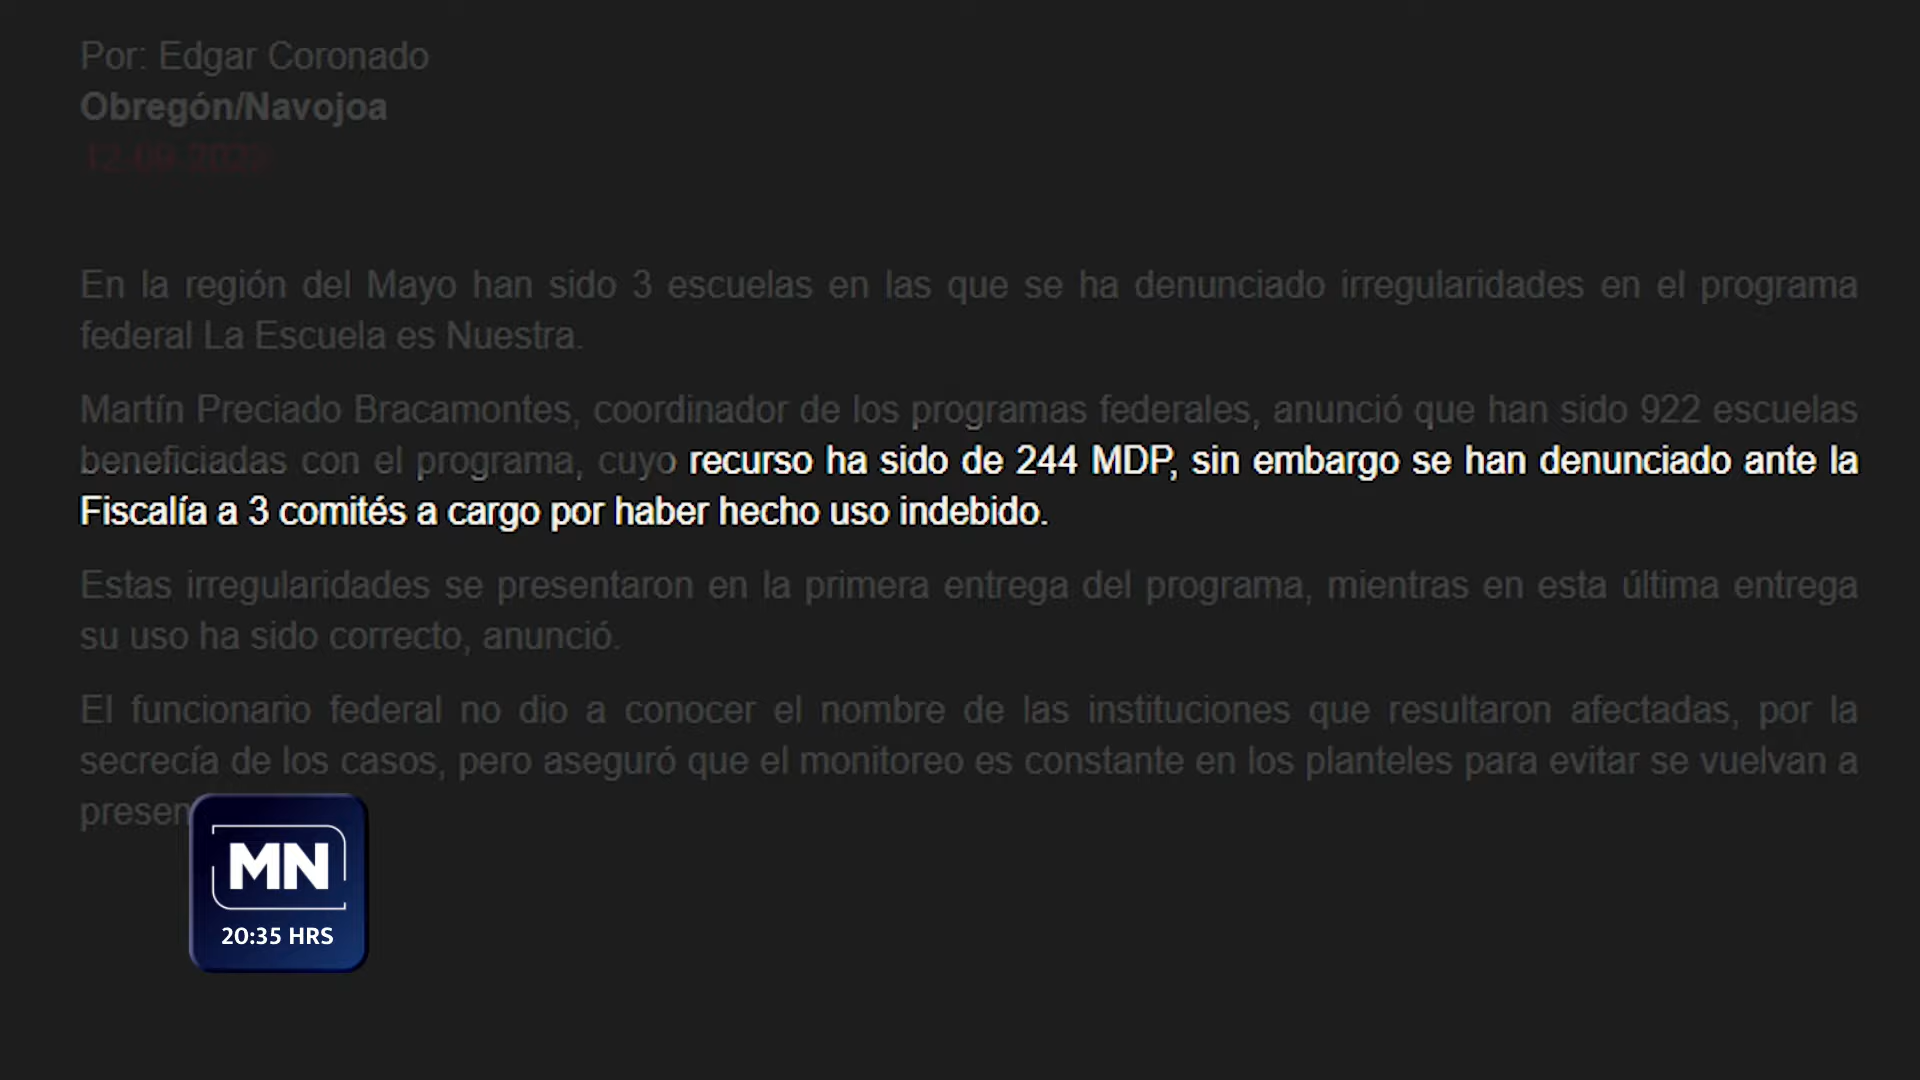 Por: Edgar Coronado
Obregón/Navojoa
12-09-2022
En la región del Mayo han sido 3 escuelas en las que se ha denunciado irregularidades en el programa
federal La Escuela es Nuestra.
Martín Preciado Bracamontes, coordinador de los programas federales, anunció que han sido 922 escuelas
beneficiadas con el programa, cuyo recurso ha sido de 244 MDP, sin embargo se han denunciado ante la
Fiscalía a 3 comités a cargo por haber hecho uso indebido.
Estas irregularidades se presentaron en la primera entrega del programa, mientras en esta última entrega
su uso ha sido correcto, anunció.
El funcionario federal no dio a conocer el nombre de las instituciones que resultaron afectadas, por la
secrecía de los casos, pero aseguró que el monitoreo es constante en los planteles para evitar se vuelvan a
presen
MN
20:35 HRS